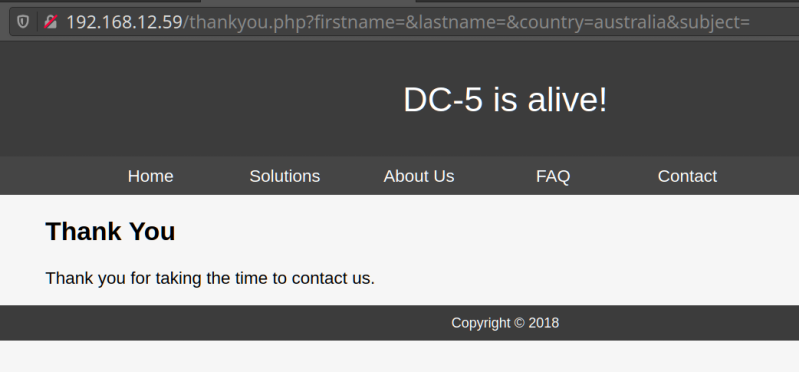 192.168.12.59/thankyou.php?firstname=&lastname=&country=australia&subject=
DC-5 is alive!
Home Solutions About Us FAQ Contact
Thank You
Thank you for taking the time to contact us.
Copyright © 2018